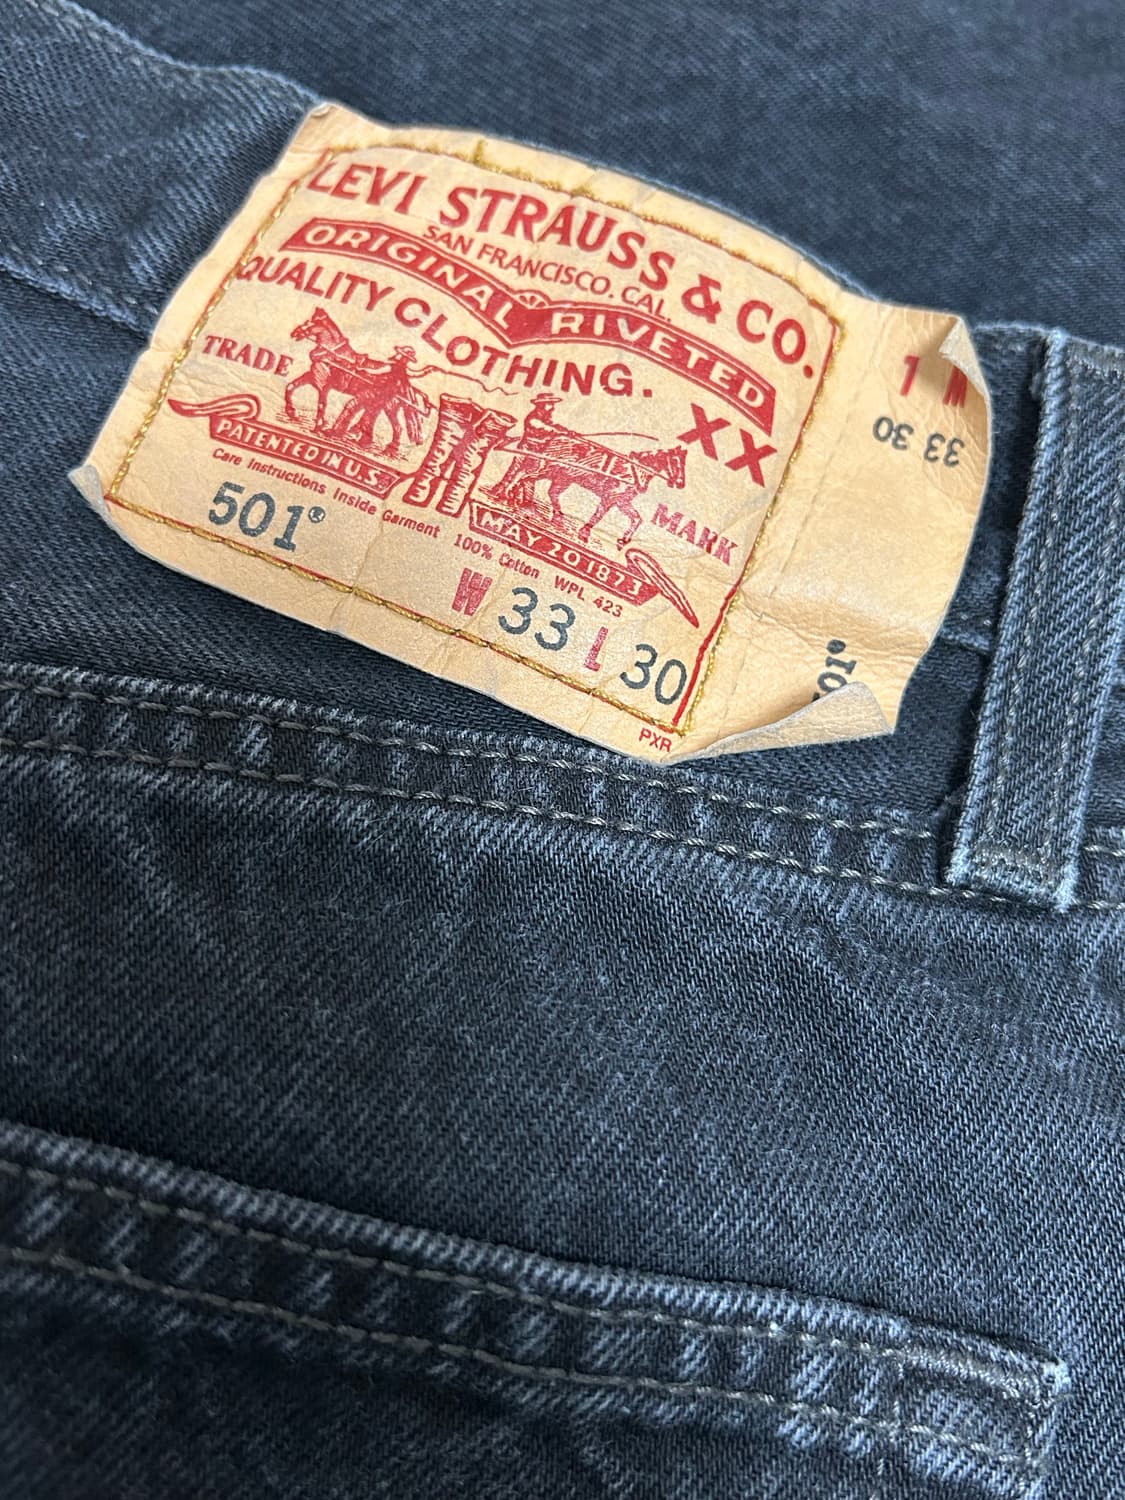 LEVI STRAUSS & CO.
SAN FRANCISCO. CAL.
ORIGINAL RIVETED
QUALITY CLOTHING.
XX
TRADE MARK
PATENTED IN U.S.
MAY 20 1873
Care Instructions Inside Garment 100% Cotton WPL 423
501®
W 33 L 30
PXR
33 30